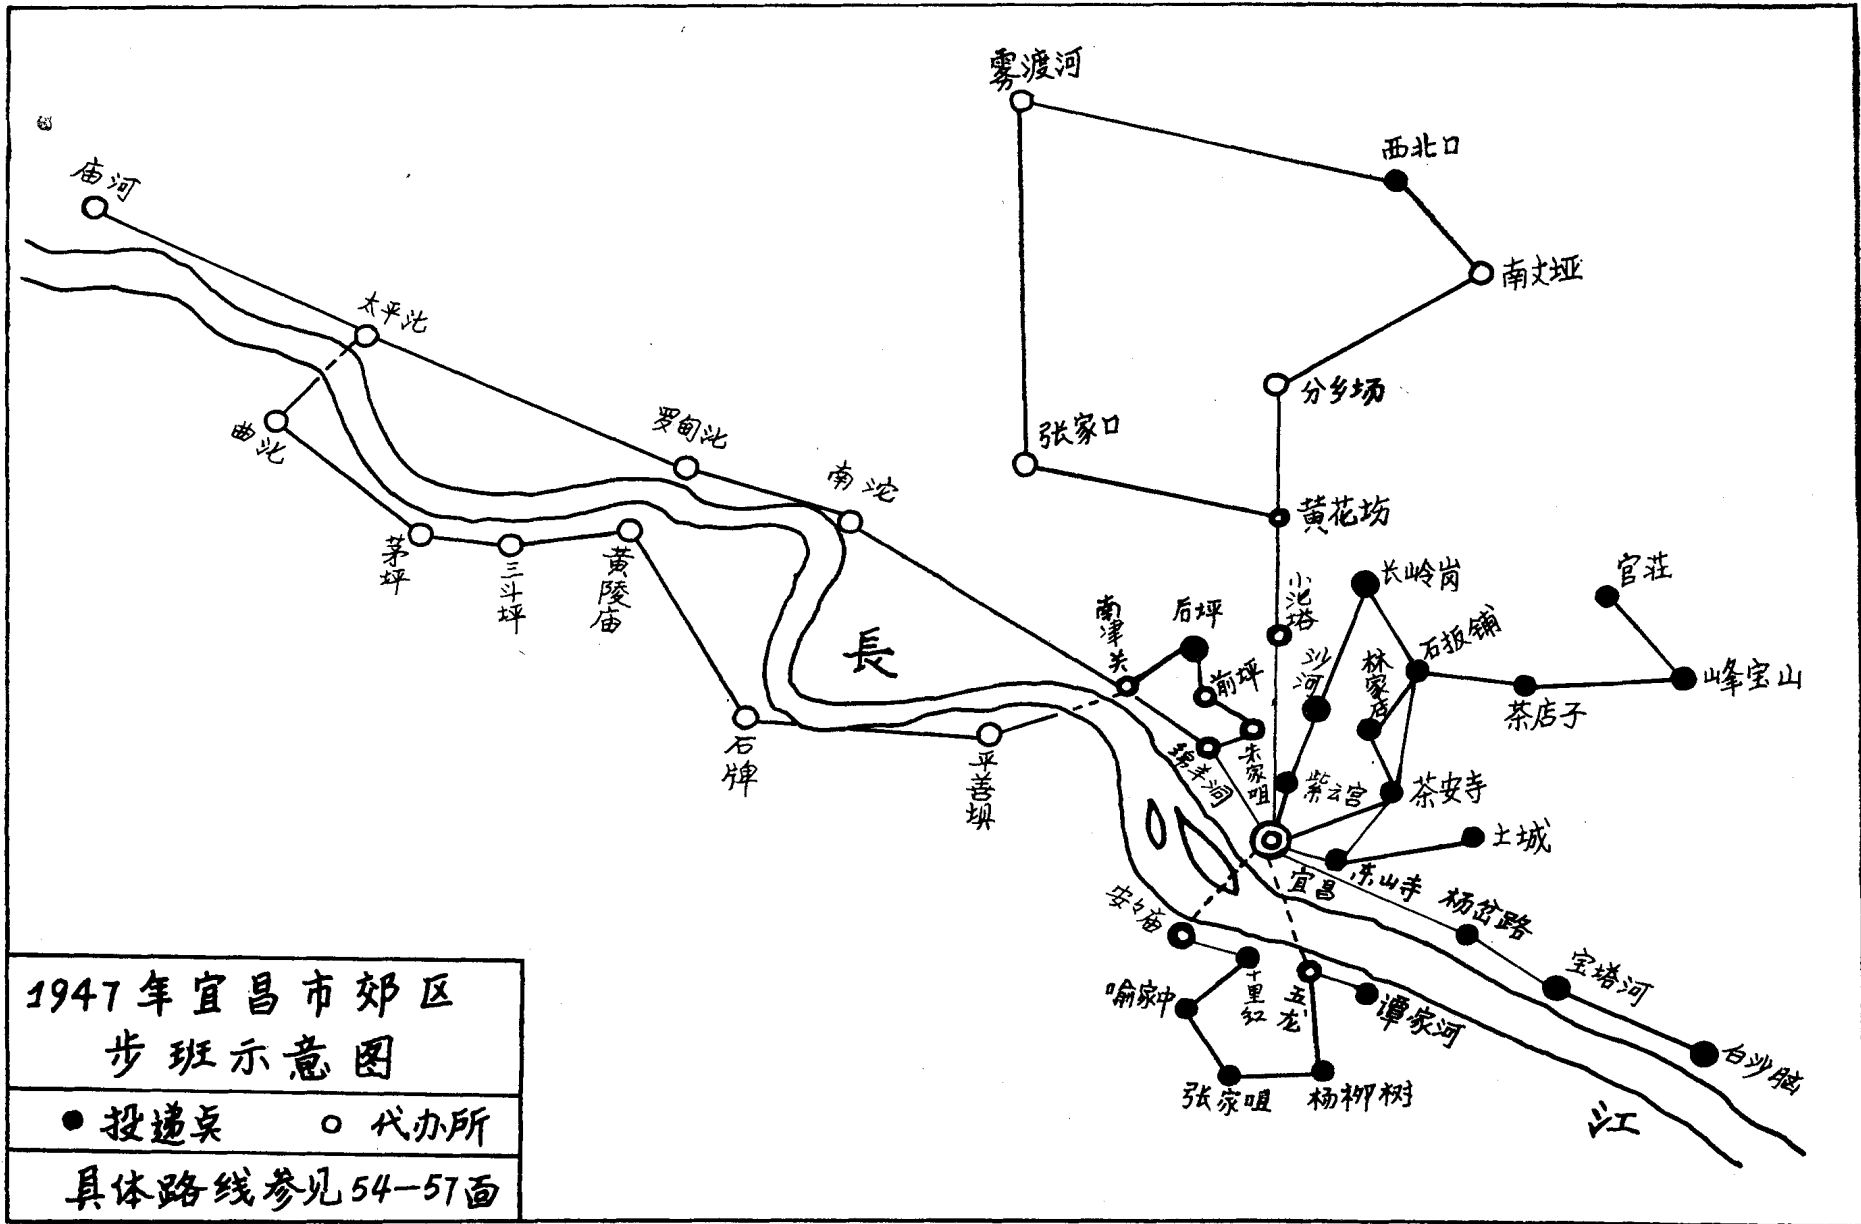 雾渡河
西北口
庙河
南丈垭
太平沱
分乡场
罗甸沱
张家口
曲沱
南沱
黄花场
茅坪
三斗坪
黄陵庙
小沱塔
长岭岗
官庄
南津关
后坪
沙河
林家店
石扳铺
長
前坪
峰宝山
茶店子
石牌
平善坝
绵羊洞
朱家咀
紫云宫
茶安寺
土城
宜昌
东山寺
杨岔路
安々庙
宝塔河
喻家冲
十里红
五龙
谭家河
白沙脑
张家咀
杨柳树
江
1947年宜昌市郊区
步班示意图
投递点 代办所
具体路线参见54—57面